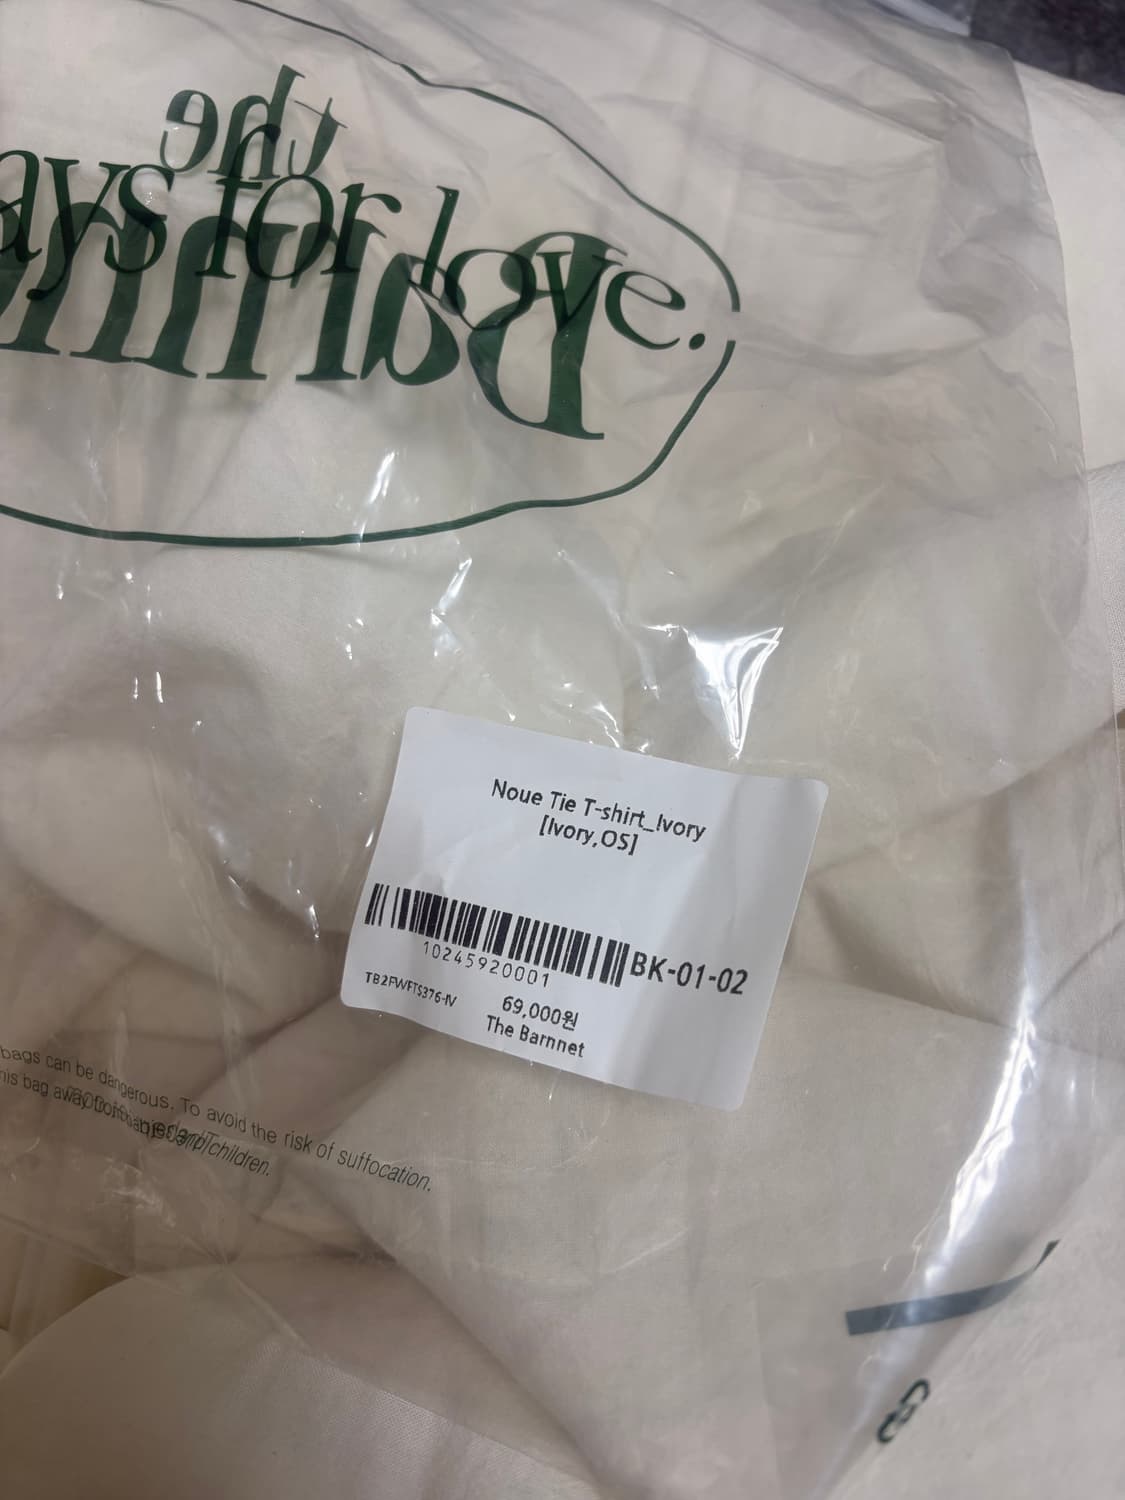 the
ays for love.
Barnn
Noue Tie T-shirt_Ivory
[Ivory,OS]
10245920001
BK-01-02
TB2FWFTS376-IV
69,000원
The Barnnet
bags can be dangerous. To avoid the risk of suffocation.
his bag away from babies and children.